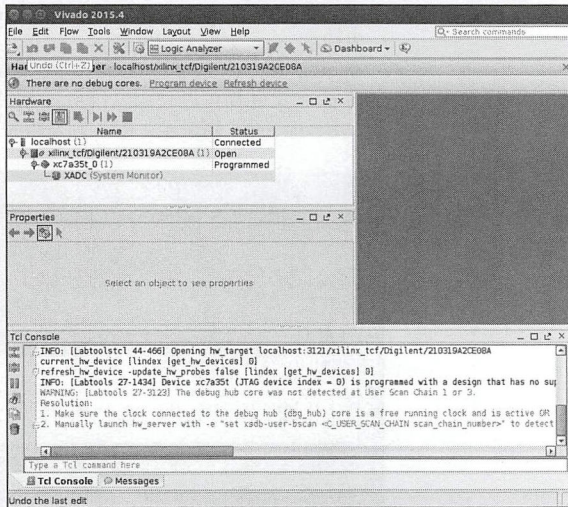 Vivado 2015.4
File Edit Flow Tools Window Layout View Help
Search commands
Logic Analyzer
Dashboard
Undo (Ctrl+Z)
localhost/xilinx_tcf/Digilent/210319A2CE08A
There are no debug cores. Program device Refresh device
Hardware
Name Status
localhost (1) Connected
xilinx_tcf/Digilent/210319A2CE08A (1) Open
xc7a35t_0 (1) Programmed
XADC (System Monitor)
Properties
Select an object to see properties
Tcl Console
INFO: [Labtoolstcl 44-466] Opening hw_target localhost:3121/xilinx_tcf/Digilent/210319A2CE08A
current_hw_device [lindex [get_hw_devices] 0]
refresh_hw_device -update_hw_probes false [lindex [get_hw_devices] 0]
INFO: [Labtools 27-1434] Device xc7a35t (JTAG device index = 0) is programmed with a design that has no sup
WARNING: [Labtools 27-3123] The debug hub core was not detected at User Scan Chain 1 or 3.
Resolution:
1. Make sure the clock connected to the debug hub (dbg_hub) core is a free running clock and is active OR
2. Manually launch hw_server with -e "set xsdb-user-bscan <C_USER_SCAN_CHAIN scan_chain_number>" to detect
Type a Tcl command here
Tcl Console Messages
Undo the last edit